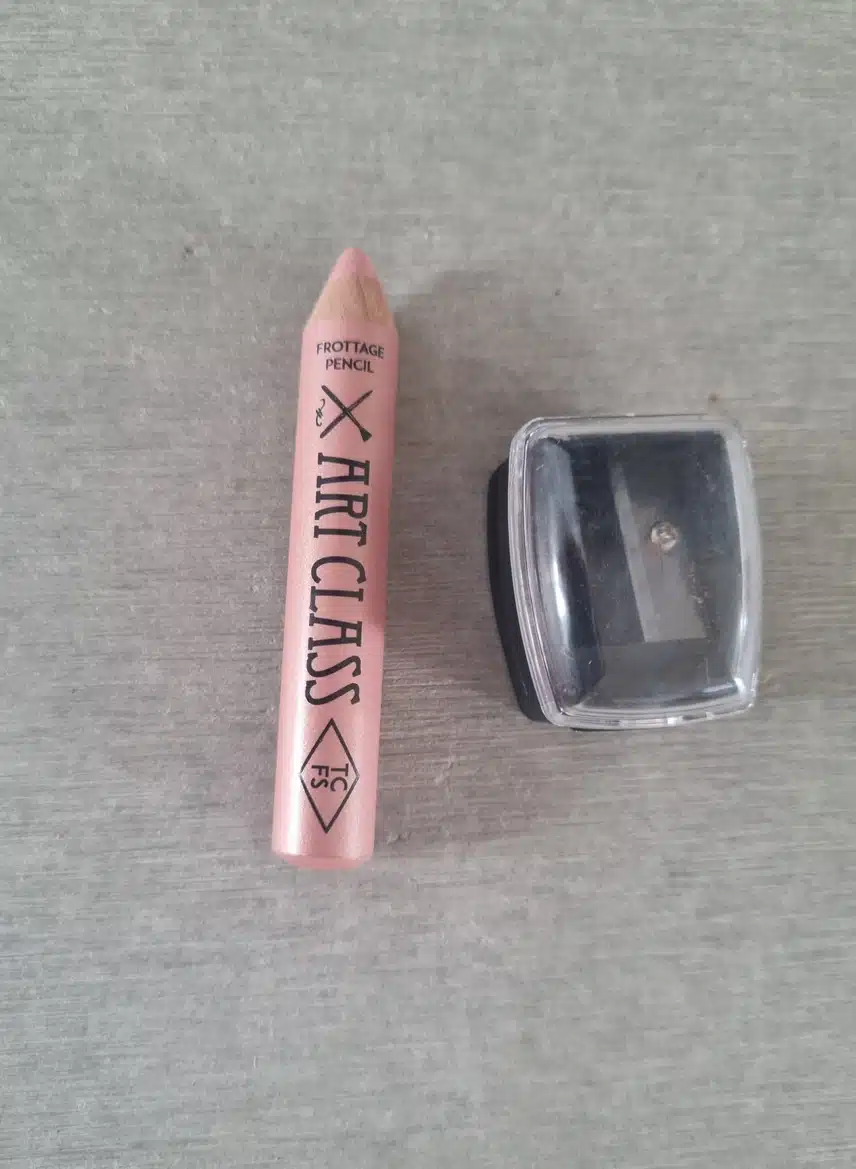 FROTTAGE
PENCIL
ART CLASS
TC
FS